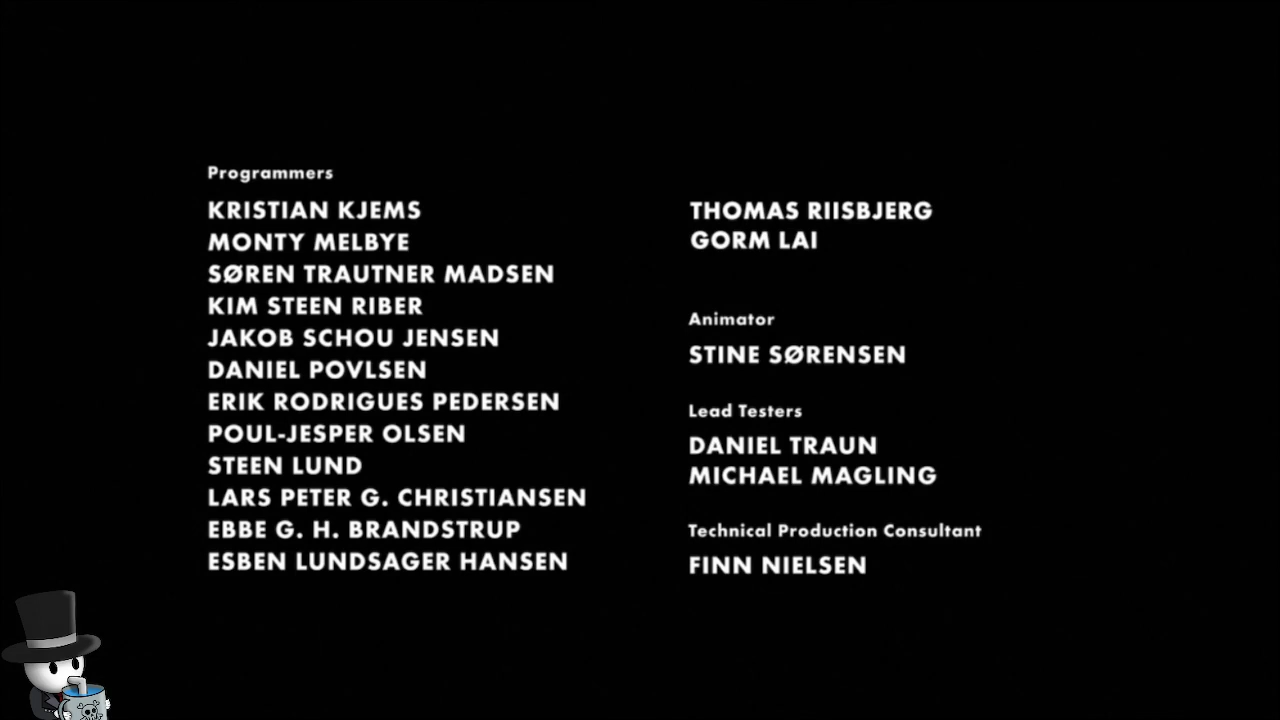 Programmers
KRISTIAN KJEMS
MONTY MELBYE
SØREN TRAUTNER MADSEN
KIM STEEN RIBER
JAKOB SCHOU JENSEN
DANIEL POVLSEN
ERIK RODRIGUES PEDERSEN
POUL-JESPER OLSEN
STEEN LUND
LARS PETER G. CHRISTIANSEN
EBBE G. H. BRANDSTRUP
ESBEN LUNDSAGER HANSEN
THOMAS RIISBJERG
GORM LAI
Animator
STINE SØRENSEN
Lead Testers
DANIEL TRAUN
MICHAEL MAGLING
Technical Production Consultant
FINN NIELSEN